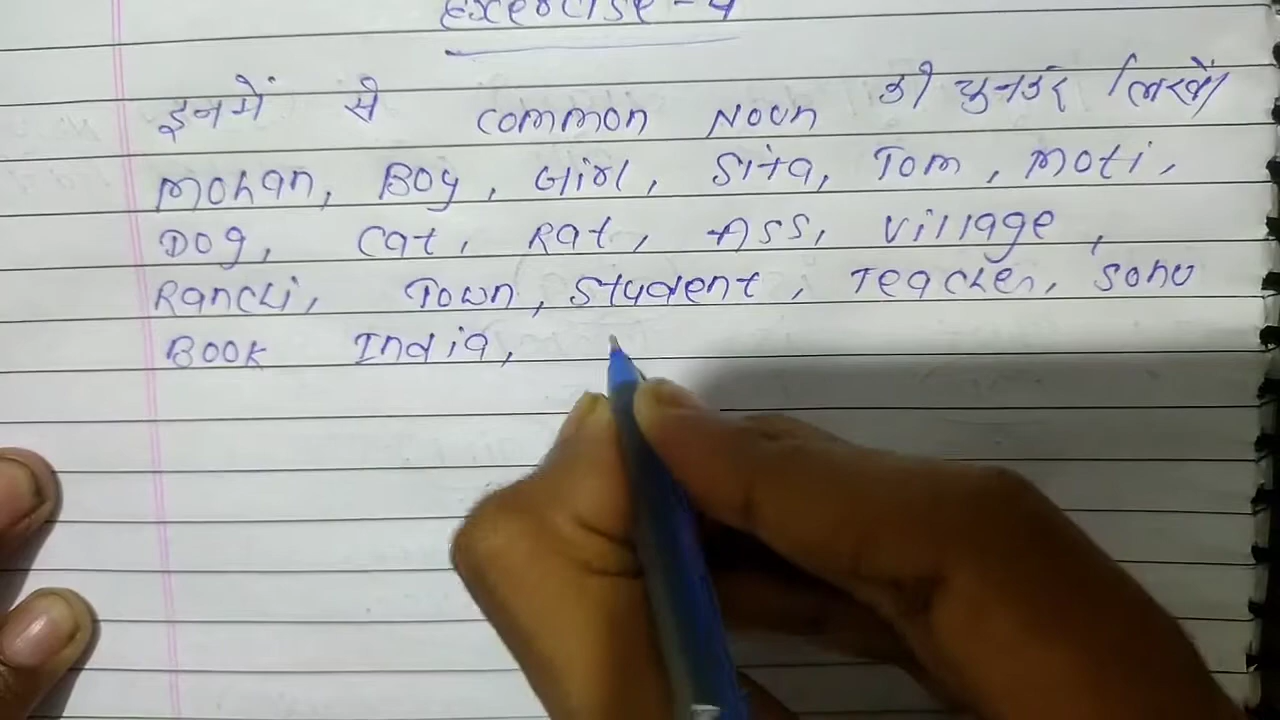 Exercise - 4
इनमें से common Noun को चुनकर लिखें।
Mohan, Boy, Girl, Sita, Tom, Moti,
Dog, Cat, Rat, Ass, Village,
Ranchi, Town, Student, Teacher, Sonu
Book India,